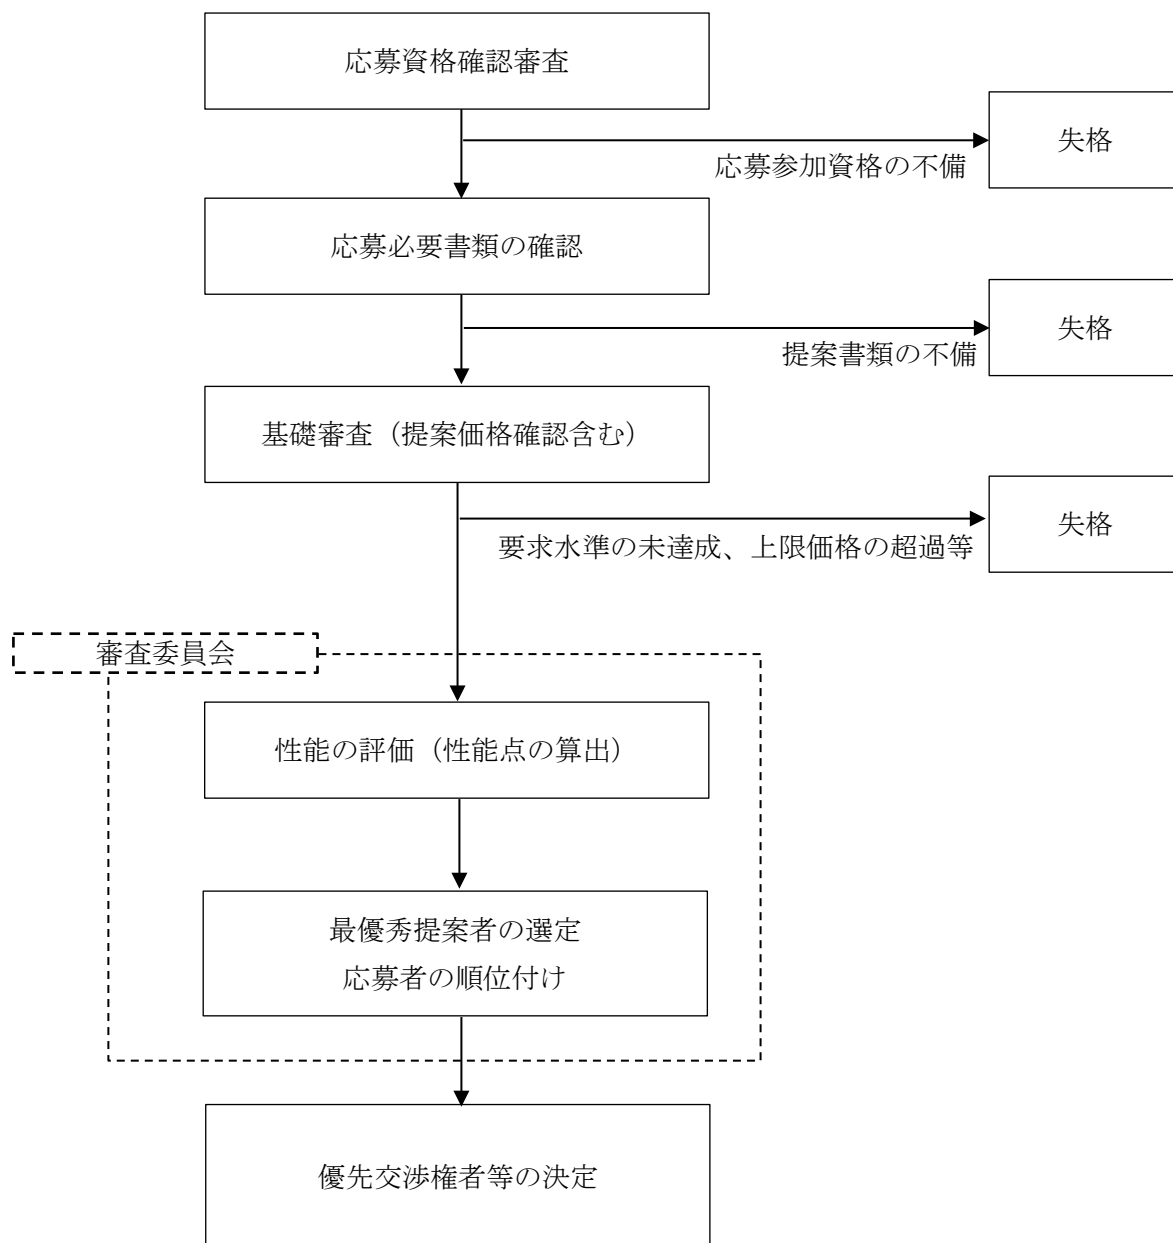 応募資格確認審査
失格
応募参加資格の不備
応募必要書類の確認
失格
提案書類の不備
基礎審査（提案価格確認含む）
失格
要求水準の未達成、上限価格の超過等
審査委員会
性能の評価（性能点の算出）
最優秀提案者の選定
応募者の順位付け
優先交渉権者等の決定